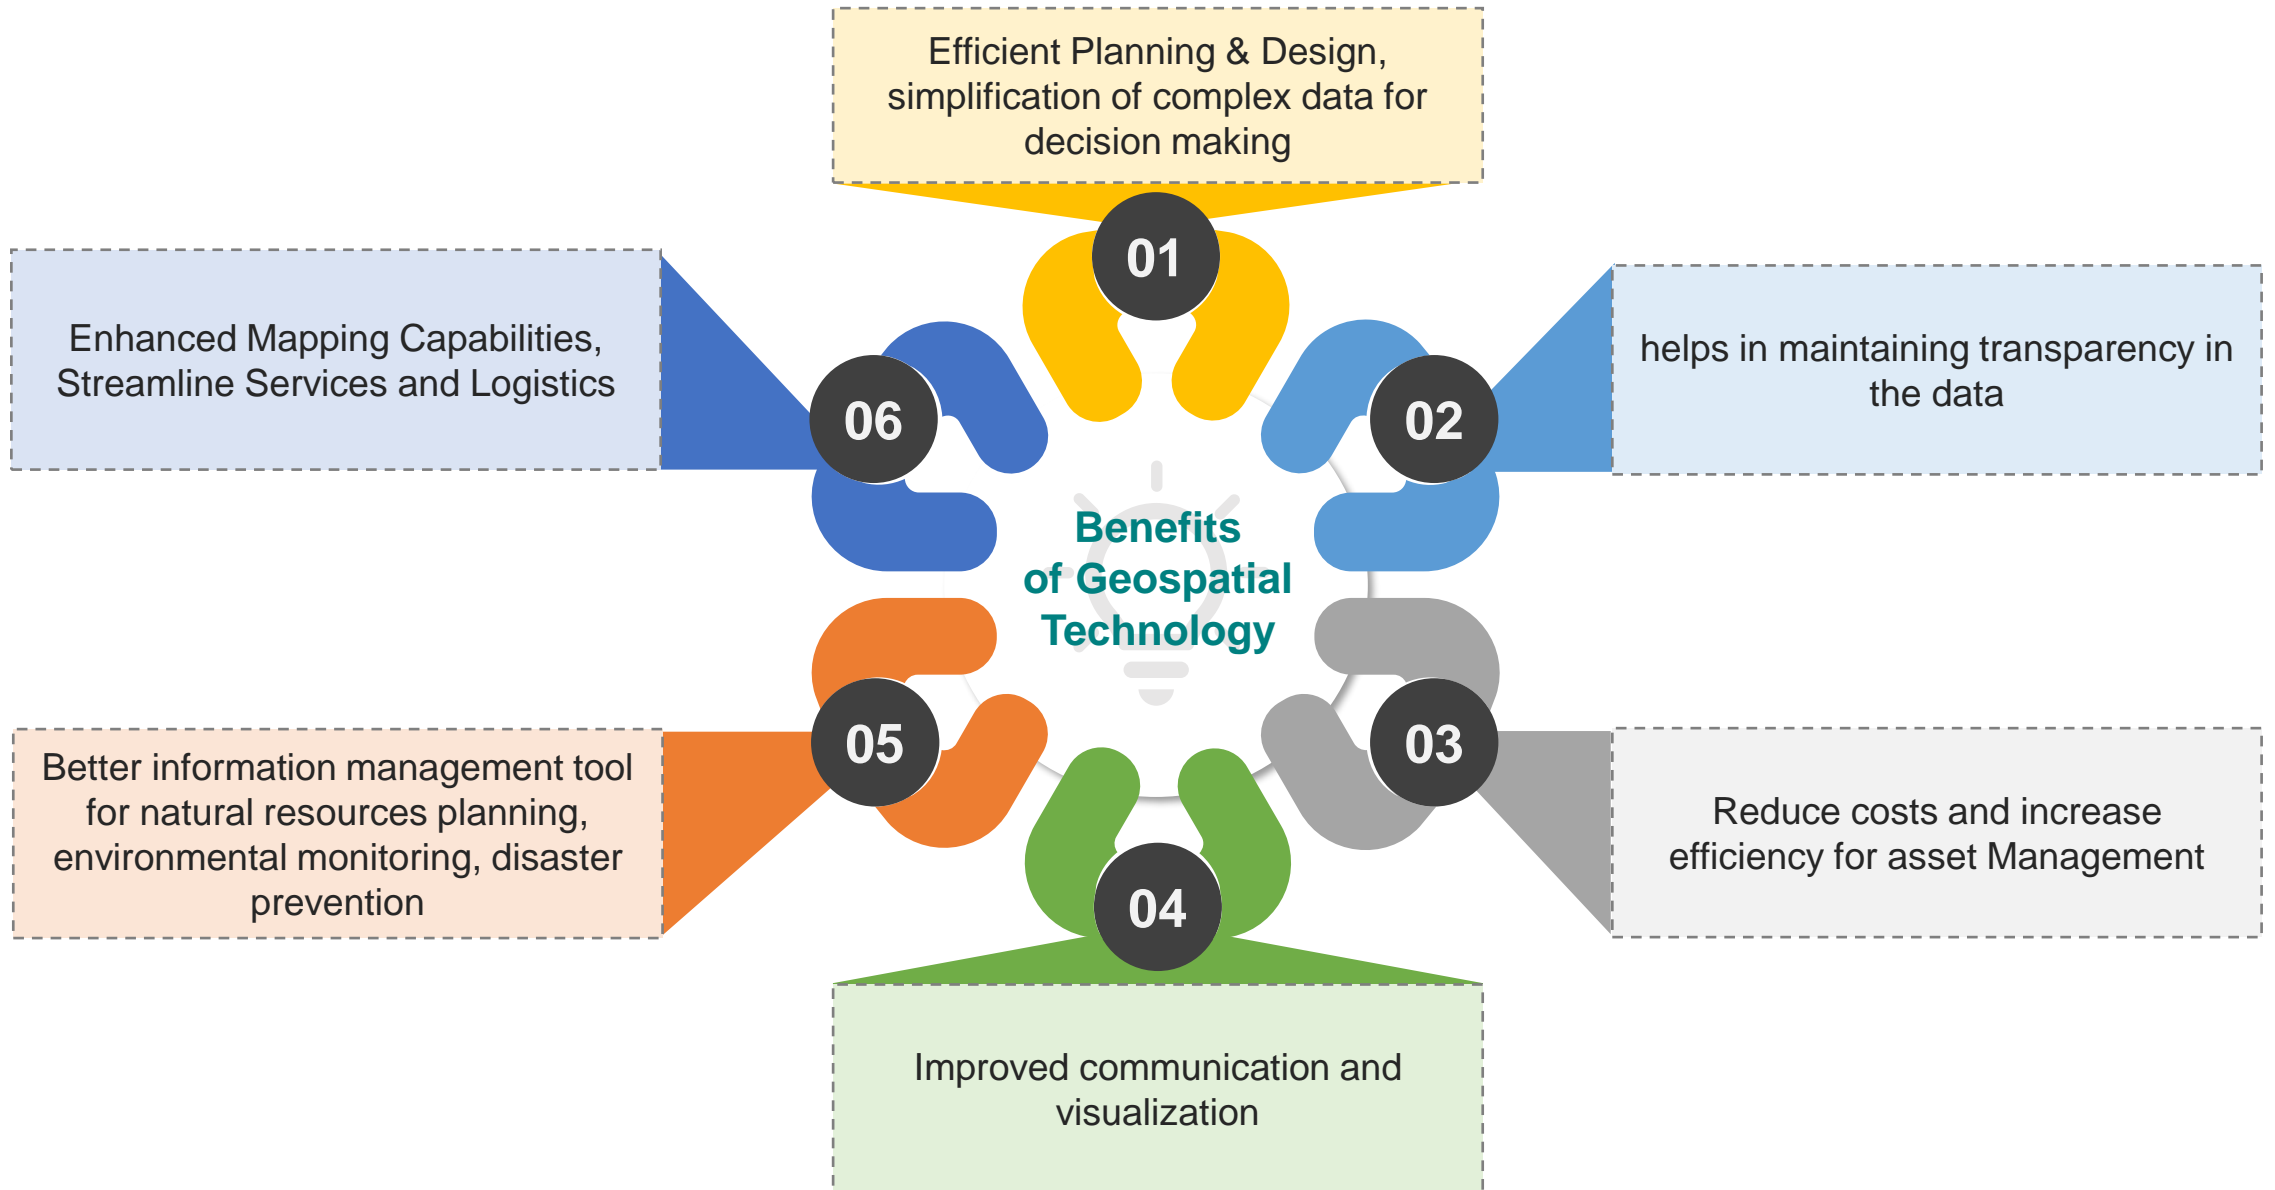 Efficient Planning & Design,
simplification of complex data for
decision making
01
Enhanced Mapping Capabilities,
Streamline Services and Logistics
06
02
helps in maintaining transparency in
the data
Benefits
of Geospatial
Technology
Better information management tool
for natural resources planning,
environmental monitoring, disaster
prevention
05
03
Reduce costs and increase
efficiency for asset Management
04
Improved communication and
visualization